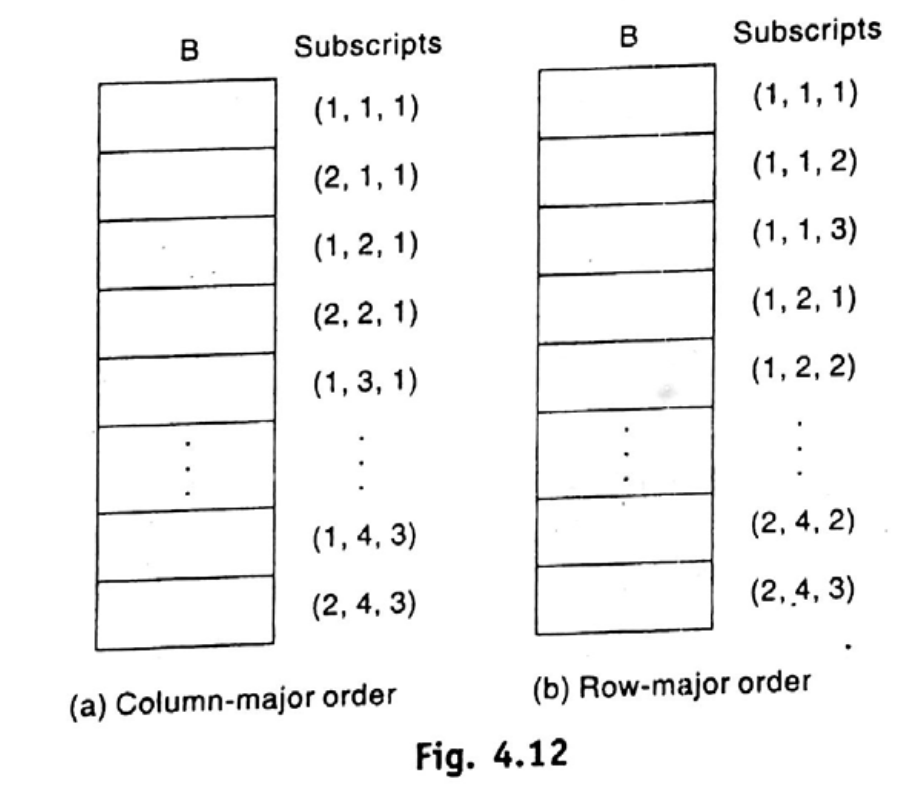 B Subscripts
(1, 1, 1)
(2, 1, 1)
(1, 2, 1)
(2, 2, 1)
(1, 3, 1)
(1, 4, 3)
(2, 4, 3)
(a) Column-major order
B Subscripts
(1, 1, 1)
(1, 1, 2)
(1, 1, 3)
(1, 2, 1)
(1, 2, 2)
(2, 4, 2)
(2, 4, 3)
(b) Row-major order
Fig. 4.12